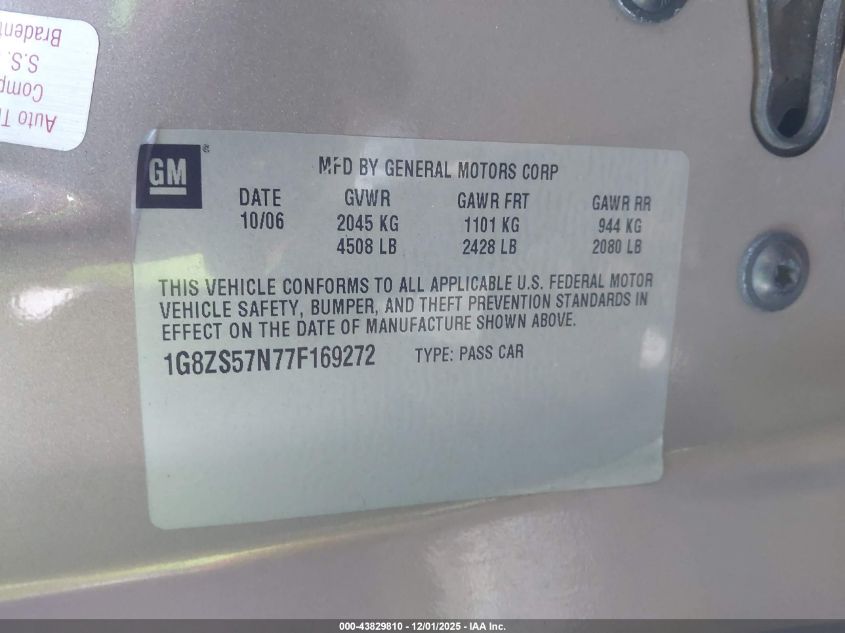 Bradent
S.S.
Comp
Auto T
GM®
MFD BY GENERAL MOTORS CORP
DATE GVWR GAWR FRT GAWR RR
10/06 2045 KG 1101 KG 944 KG
4508 LB 2428 LB 2080 LB
THIS VEHICLE CONFORMS TO ALL APPLICABLE U.S. FEDERAL MOTOR
VEHICLE SAFETY, BUMPER, AND THEFT PREVENTION STANDARDS IN
EFFECT ON THE DATE OF MANUFACTURE SHOWN ABOVE.
1G8ZS57N77F169272 TYPE: PASS CAR
000-43829810 - 12/01/2025 - IAA Inc.